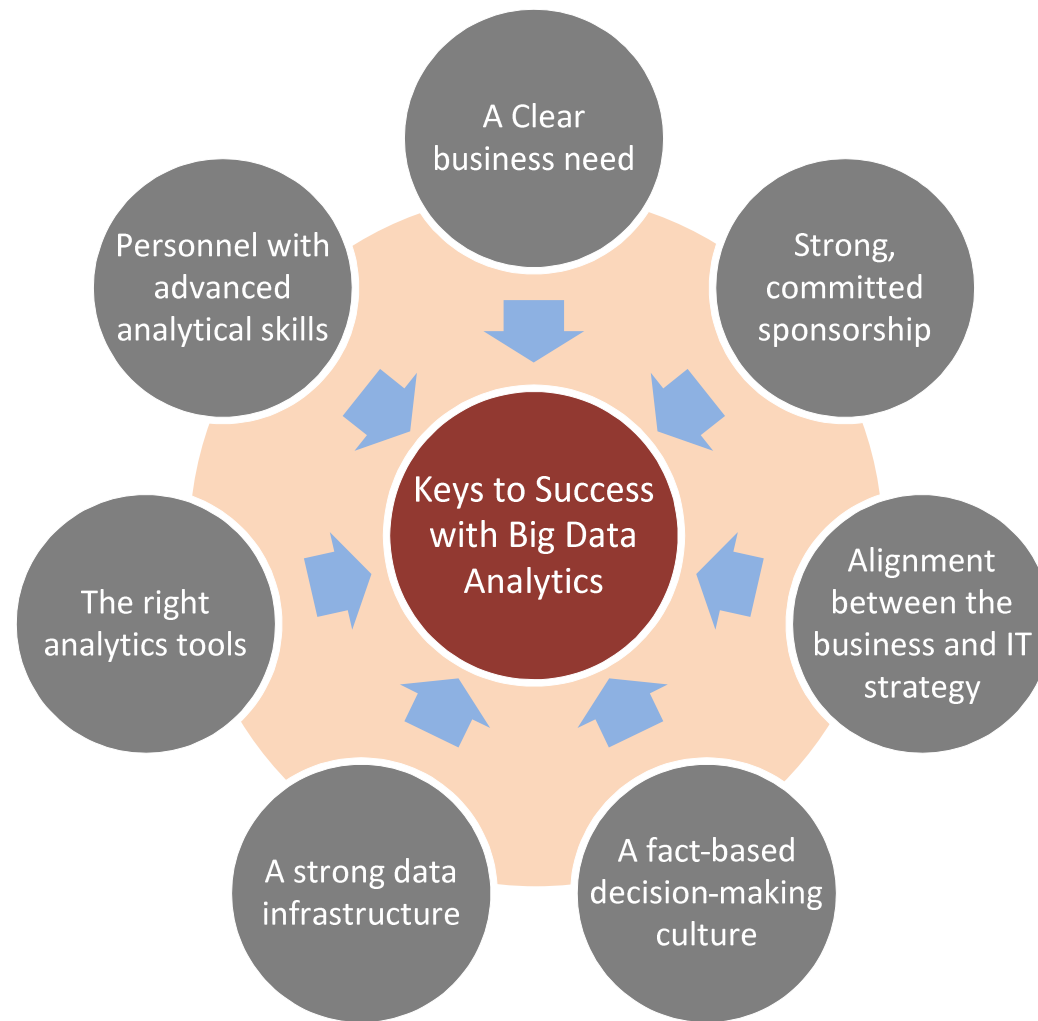 A Clear
business need
Strong,
committed
sponsorship
Alignment
between the
business and IT
strategy
A fact-based
decision-making
culture
A strong data
infrastructure
The right
analytics tools
Personnel with
advanced
analytical skills
Keys to Success
with Big Data
Analytics